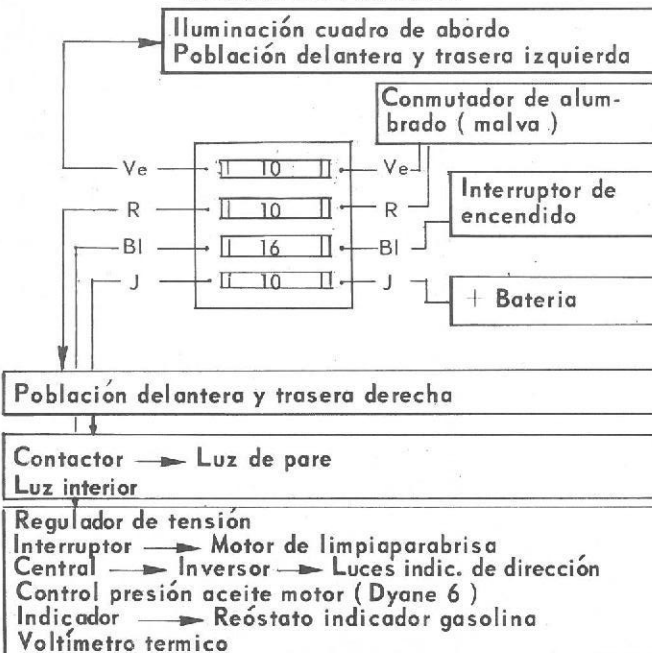 Iluminación cuadro de abordo
Población delantera y trasera izquierda
Conmutador de alum-
brado ( malva )
Ve 10 Ve
R 10 R
Bl 16 Bl
J 10 J
Interruptor de
encendido
+ Bateria
Población delantera y trasera derecha
Contactor → Luz de pare
Luz interior
Regulador de tensión
Interruptor → Motor de limpiaparabrisa
Central → Inversor → Luces indic. de dirección
Control presión aceite motor ( Dyane 6 )
Indicador → Reóstato indicador gasolina
Voltímetro termico